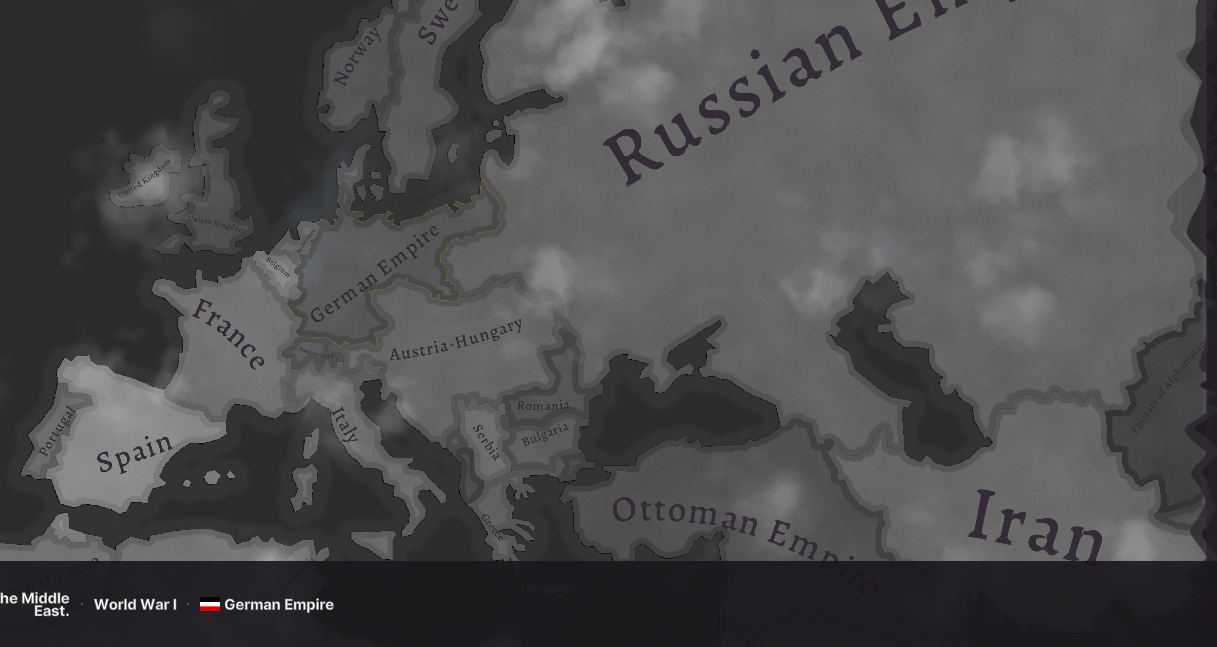 Swe
Norway
Russian Em
United Kingdom
United Kingdom
Belgium
German Empire
France
Switzerland
Austria-Hungary
Emirate of Afghanistan
Portugal
Spain
Italy
Serbia
Romania
Bulgaria
Greece
Ottoman Empire
Iran
Morocco
he Middle
East.
· World War I · German Empire